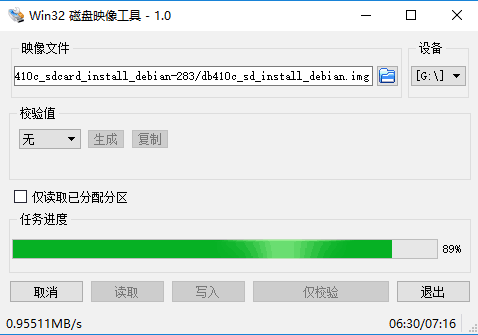 Win32 磁盘映像工具 - 1.0
映像文件
设备
410c_sdcard_install_debian-283/db410c_sd_install_debian.img
[G:\]
校验值
无
生成
复制
仅读取已分配分区
任务进度
89%
取消
读取
写入
仅校验
退出
0.95511MB/s
06:30/07:16